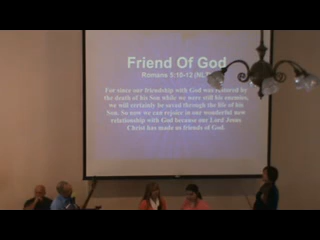 Friend Of God
Romans 5:10-12 (NLT)
For since our friendship with God was restored by
the death of his Son while we were still his enemies,
we will certainly be saved through the life of his
Son. So now we can rejoice in our wonderful new
relationship with God because our Lord Jesus
Christ has made us friends of God.